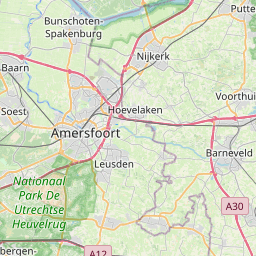 Putte
Bunschoten-
Spakenburg
Nijkerk
Baarn
Voorthui
Hoevelaken
Soest
Amersfoort
Barneveld
Leusden
Nationaal
Park De
Utrechtse
Heuvelrug
A30
A12
bergen-